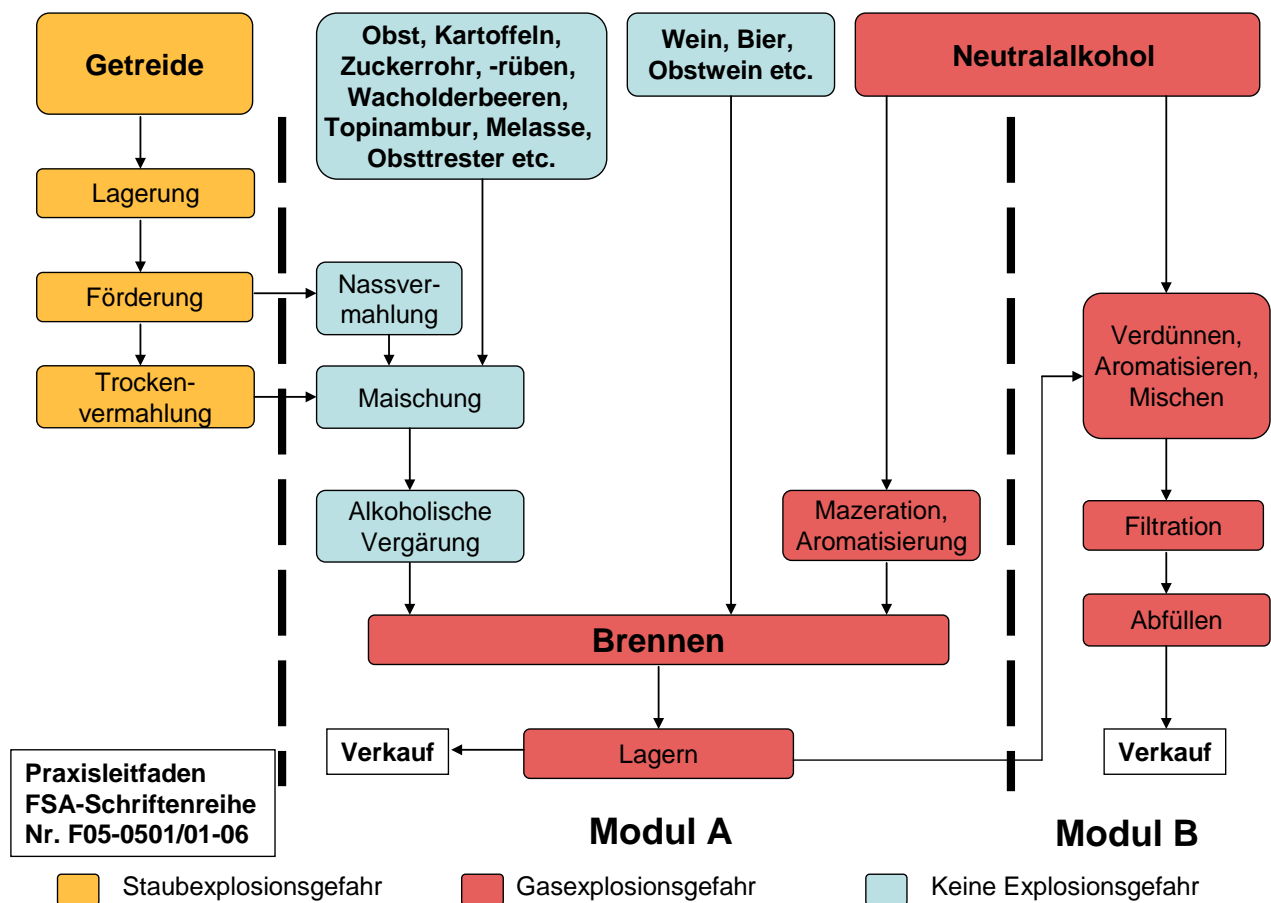 Getreide
Obst, Kartoffeln,
Zuckerrohr, -rüben,
Wacholderbeeren,
Topinambur, Melasse,
Obsttrester etc.
Wein, Bier,
Obstwein etc.
Neutralalkohol
Lagerung
Förderung
Nassver-
mahlung
Trocken-
vermahlung
Maischung
Verdünnen,
Aromatisieren,
Mischen
Alkoholische
Vergärung
Mazeration,
Aromatisierung
Filtration
Brennen
Abfüllen
Verkauf
Lagern
Verkauf
Praxisleitfaden
FSA-Schriftenreihe
Nr. F05-0501/01-06
Modul A
Modul B
Staubexplosionsgefahr
Gasexplosionsgefahr
Keine Explosionsgefahr